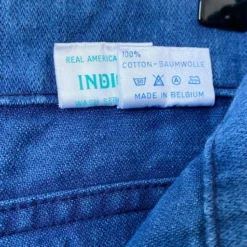 REAL AMERICA
INDI
100%
COTTON - BAUMWOLLE
MADE IN BELGIUM